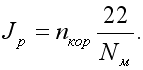 J_р = n_кор 22/N_м.